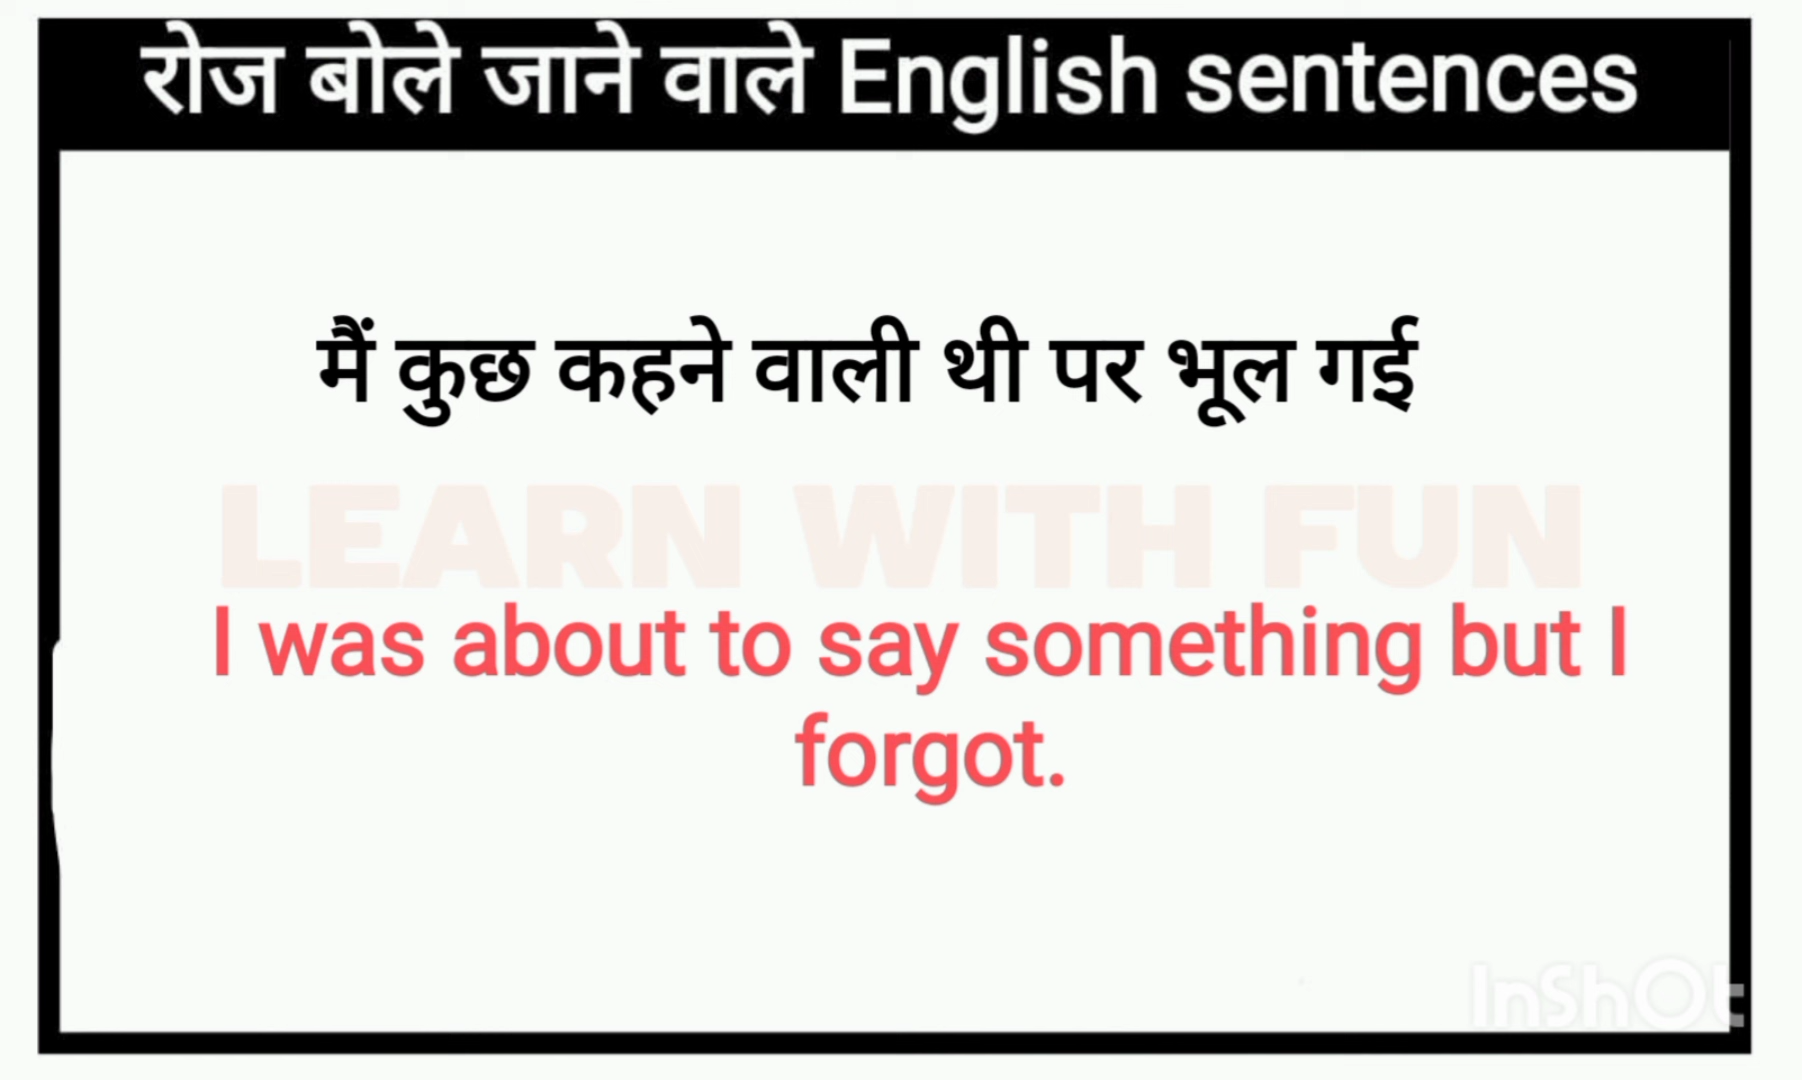 रोज बोले जाने वाले English sentences
मैं कुछ कहने वाली थी पर भूल गई
LEARN WITH FUN
I was about to say something but I
forgot.
InShOt